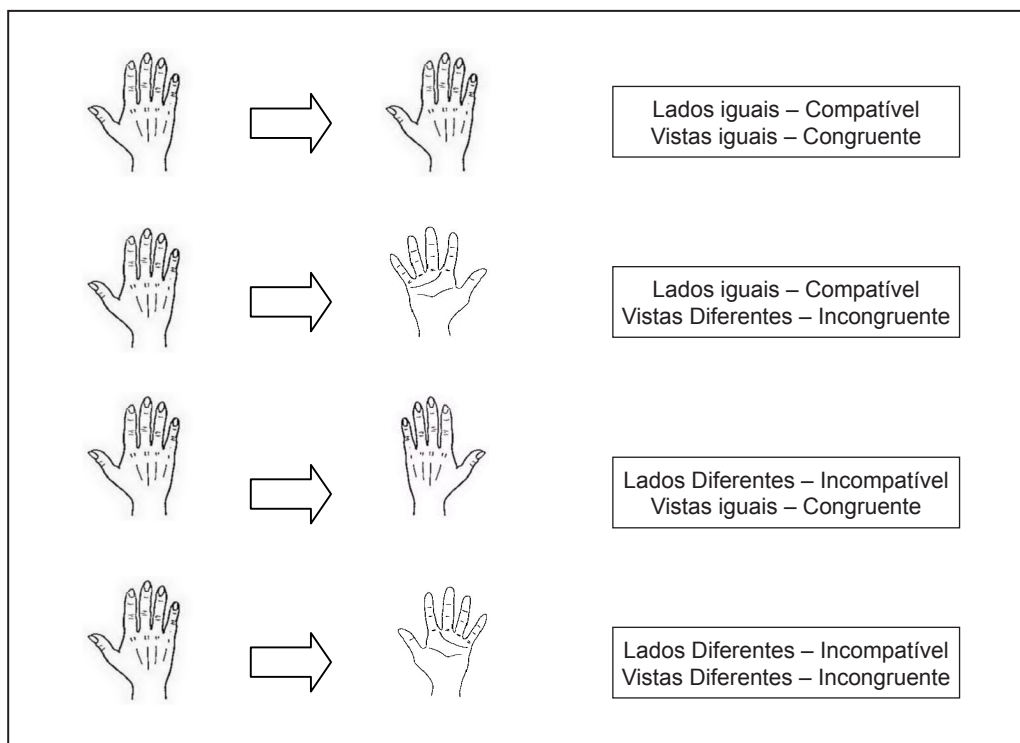 Lados iguais – Compatível
Vistas iguais – Congruente
Lados iguais – Compatível
Vistas Diferentes – Incongruente
Lados Diferentes – Incompatível
Vistas iguais – Congruente
Lados Diferentes – Incompatível
Vistas Diferentes – Incongruente